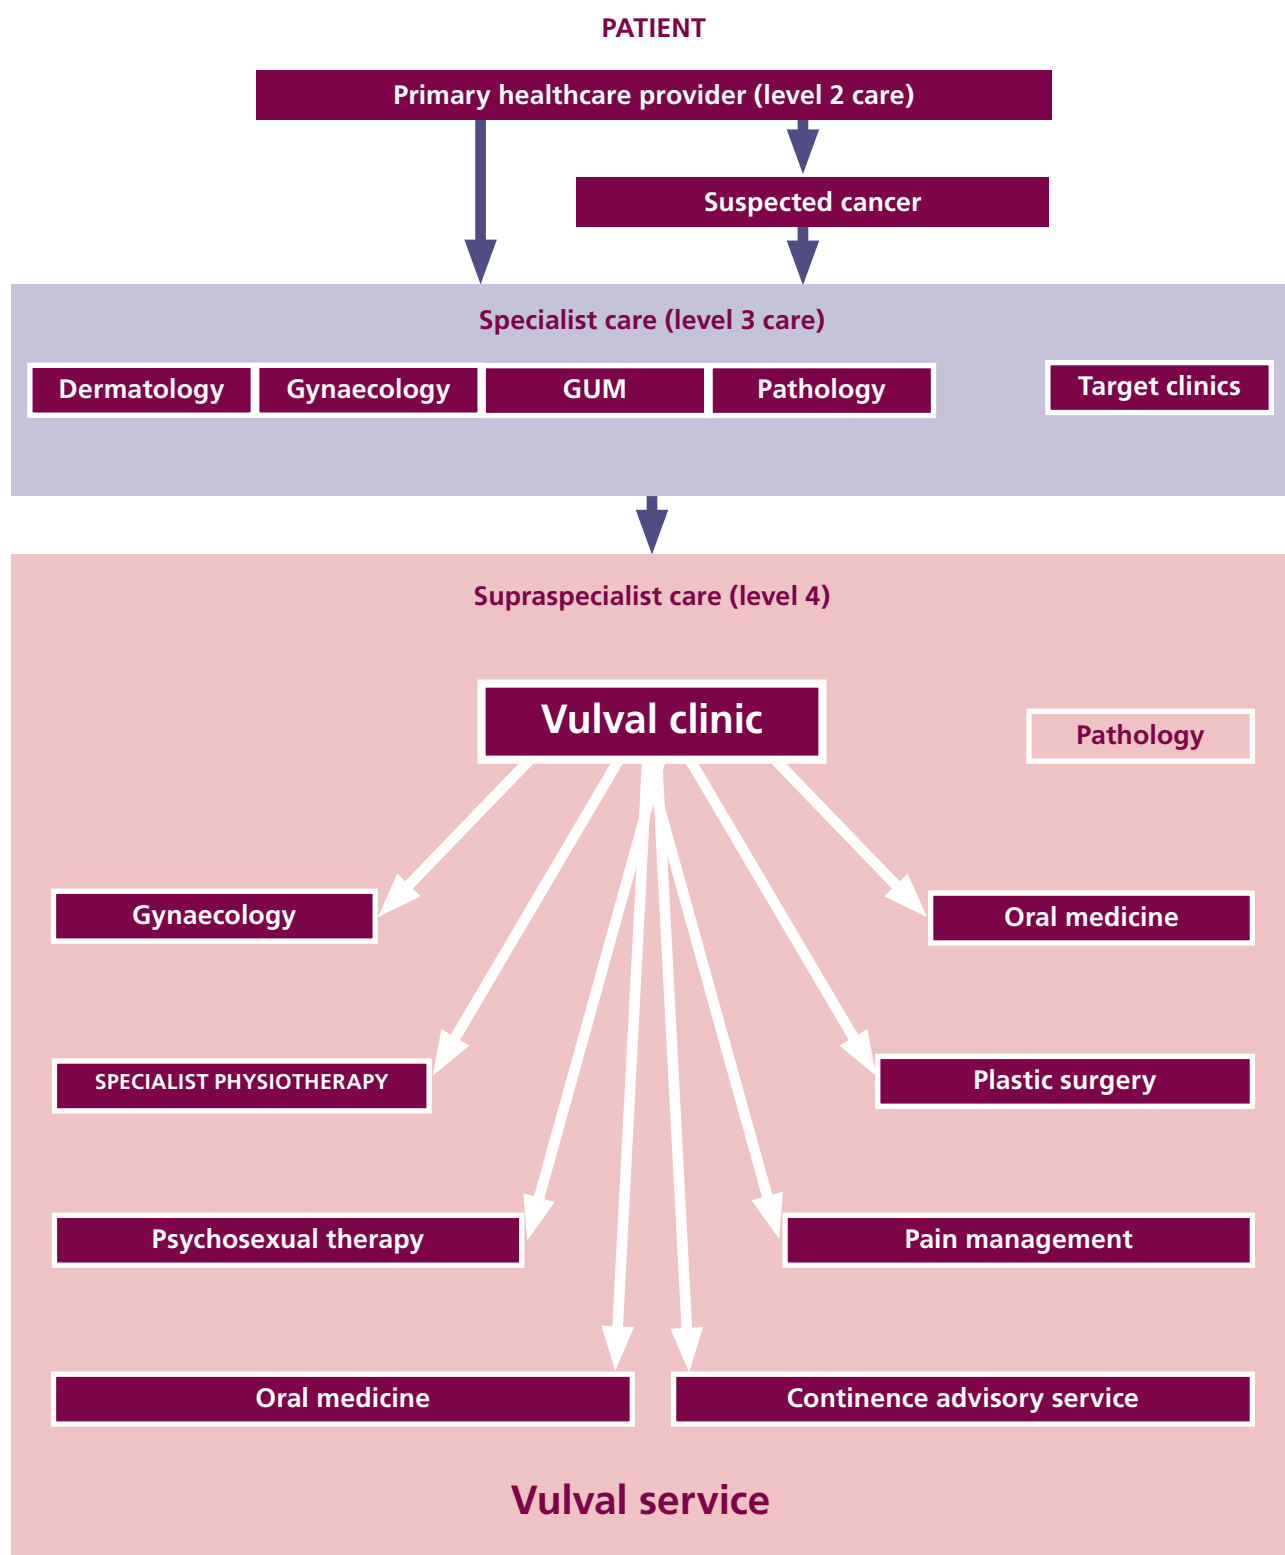 PATIENT
Primary healthcare provider (level 2 care)
Suspected cancer
Specialist care (level 3 care)
Dermatology
Gynaecology
GUM
Pathology
Target clinics
Supraspecialist care (level 4)
Vulval clinic
Pathology
Gynaecology
Oral medicine
SPECIALIST PHYSIOTHERAPY
Plastic surgery
Psychosexual therapy
Pain management
Oral medicine
Continence advisory service
Vulval service